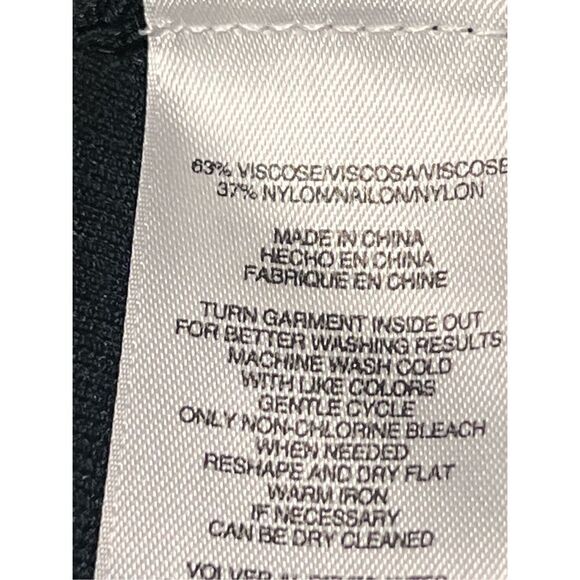 63% VISCOSE/VISCOSA/VISCOSE
37% NYLON/NAILON/NYLON
MADE IN CHINA
HECHO EN CHINA
FABRIQUE EN CHINE
TURN GARMENT INSIDE OUT
FOR BETTER WASHING RESULTS
MACHINE WASH COLD
WITH LIKE COLORS
GENTLE CYCLE
ONLY NON-CHLORINE BLEACH
WHEN NEEDED
RESHAPE AND DRY FLAT
WARM IRON
IF NECESSARY
CAN BE DRY CLEANED
VOLVER